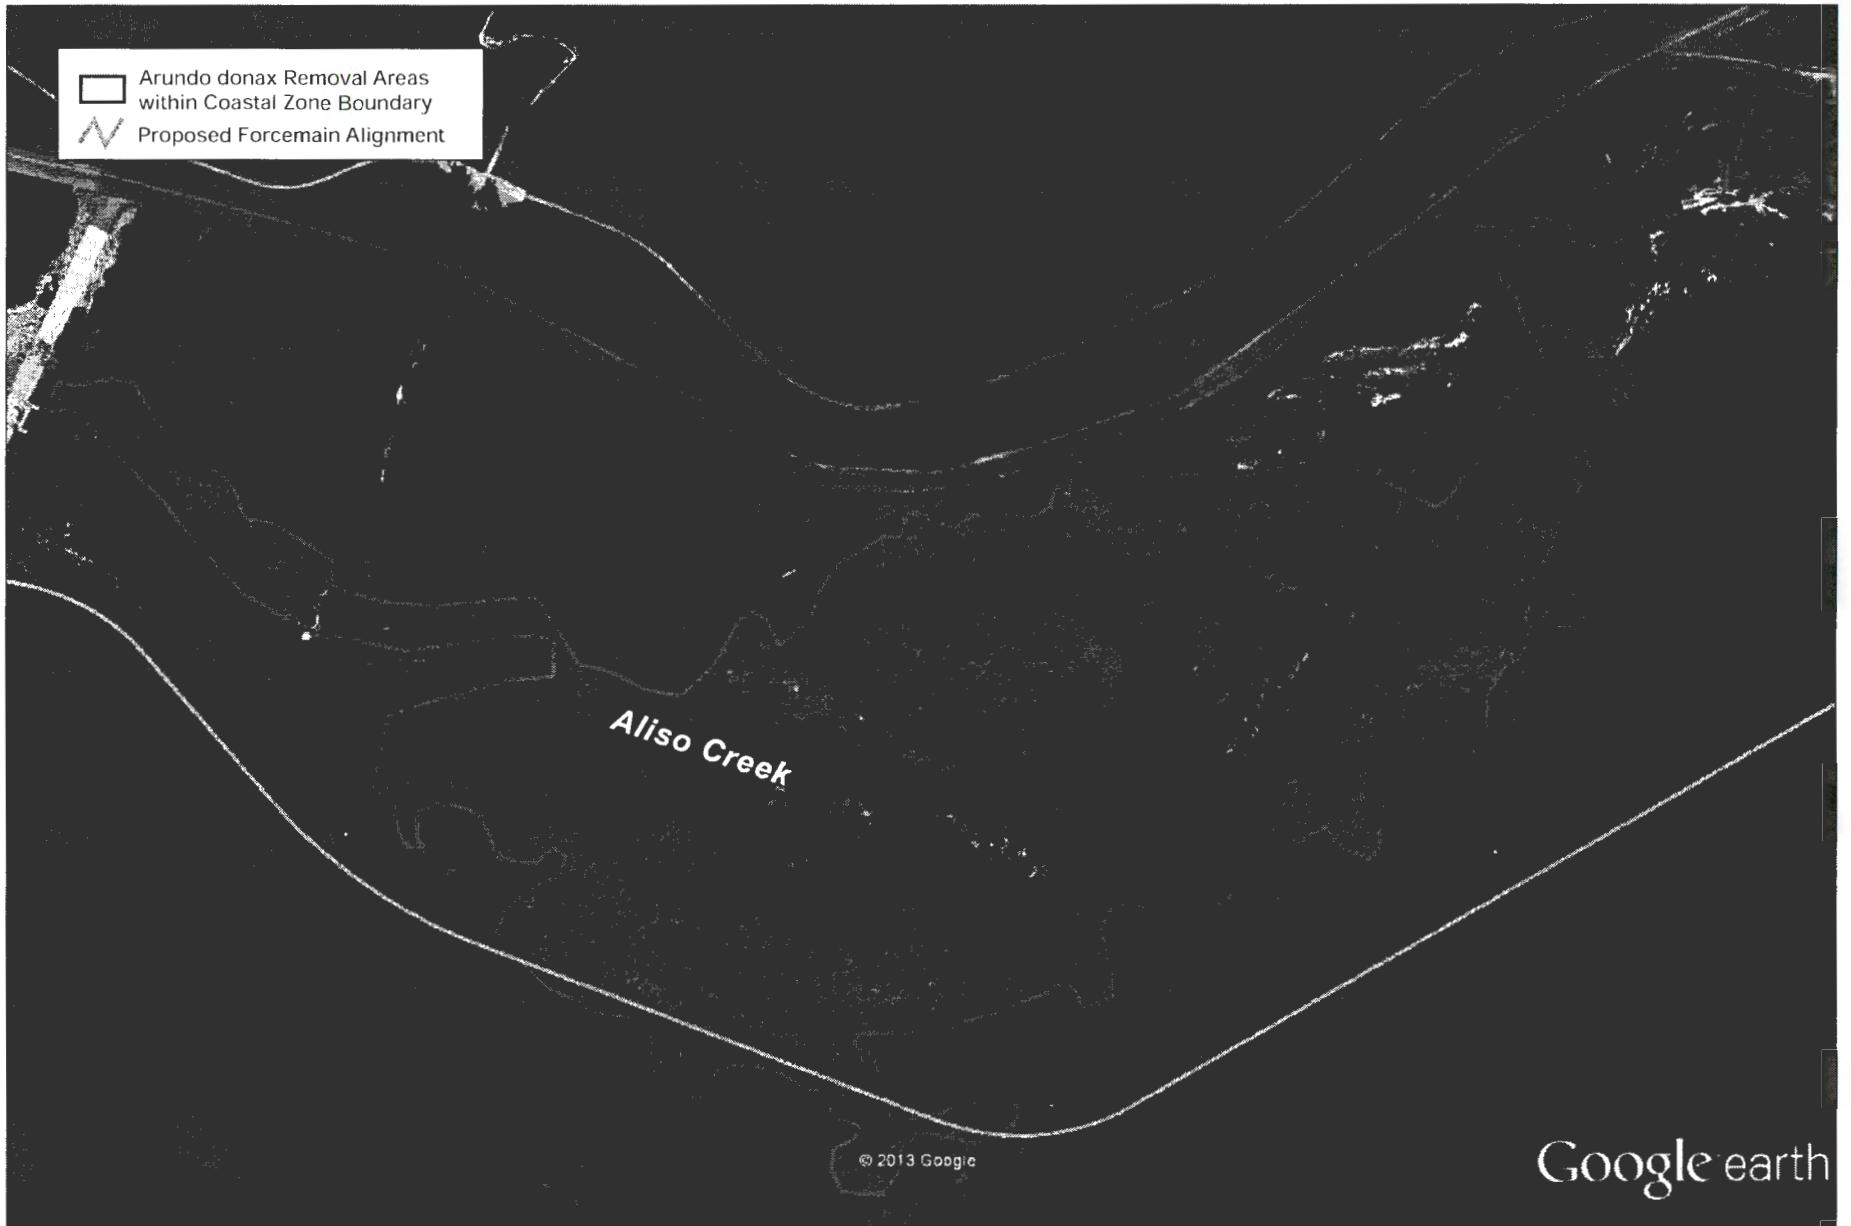 Arundo donax Removal Areas
within Coastal Zone Boundary
Proposed Forcemain Alignment
Aliso Creek
© 2013 Google
Google earth